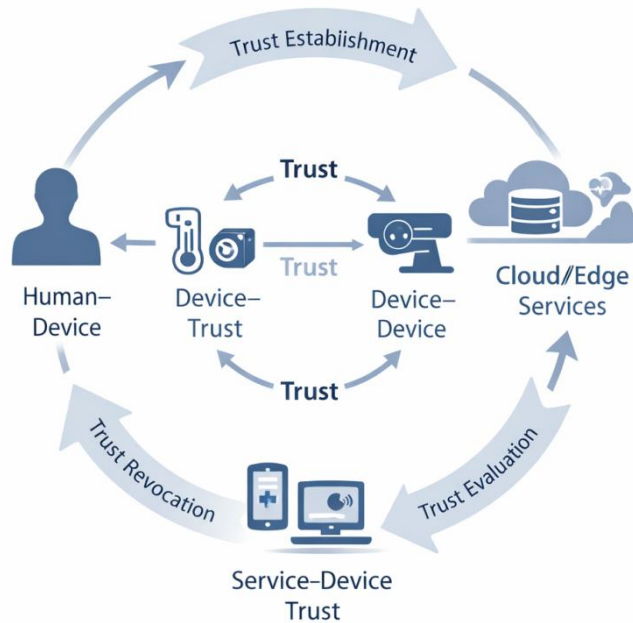 Trust Establishment
Trust
Trust
Human–
Device
Device–
Trust
Device–
Device
Cloud//Edge
Services
Trust
Trust Revocation
Trust Evaluation
Service–Device
Trust